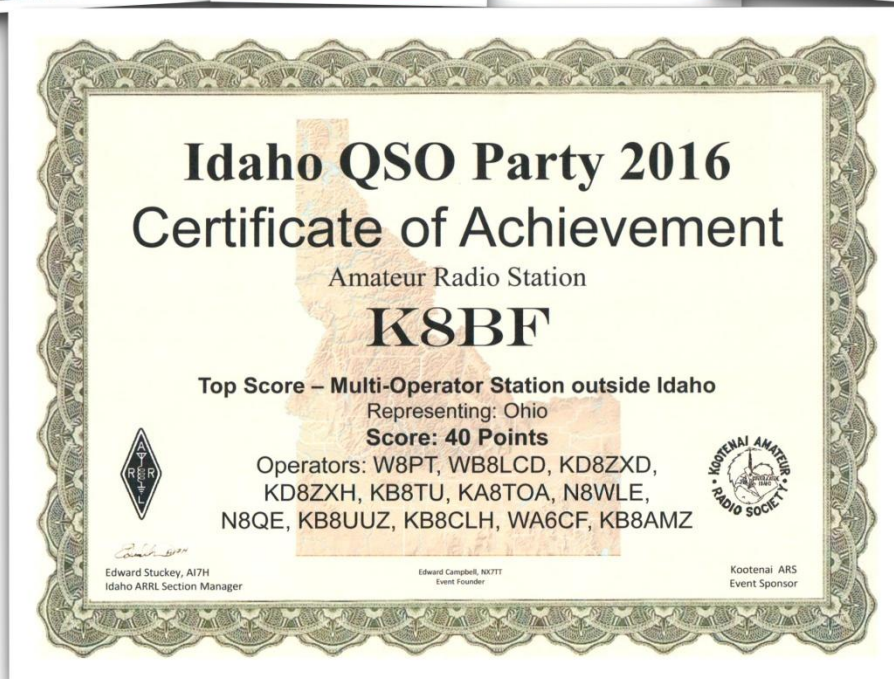 Idaho QSO Party 2016
Certificate of Achievement
Amateur Radio Station
K8BF
Top Score – Multi-Operator Station outside Idaho
Representing: Ohio
Score: 40 Points
Operators: W8PT, WB8LCD, KD8ZXD,
KD8ZXH, KB8TU, KA8TOA, N8WLE,
N8QE, KB8UUZ, KB8CLH, WA6CF, KB8AMZ
A
R R
L
KOOTENAI AMATEUR
RADIO SOCIETY
Edward Stuckey, AI7H
Idaho ARRL Section Manager
Edward Campbell, NX7TT
Event Founder
Kootenai ARS
Event Sponsor